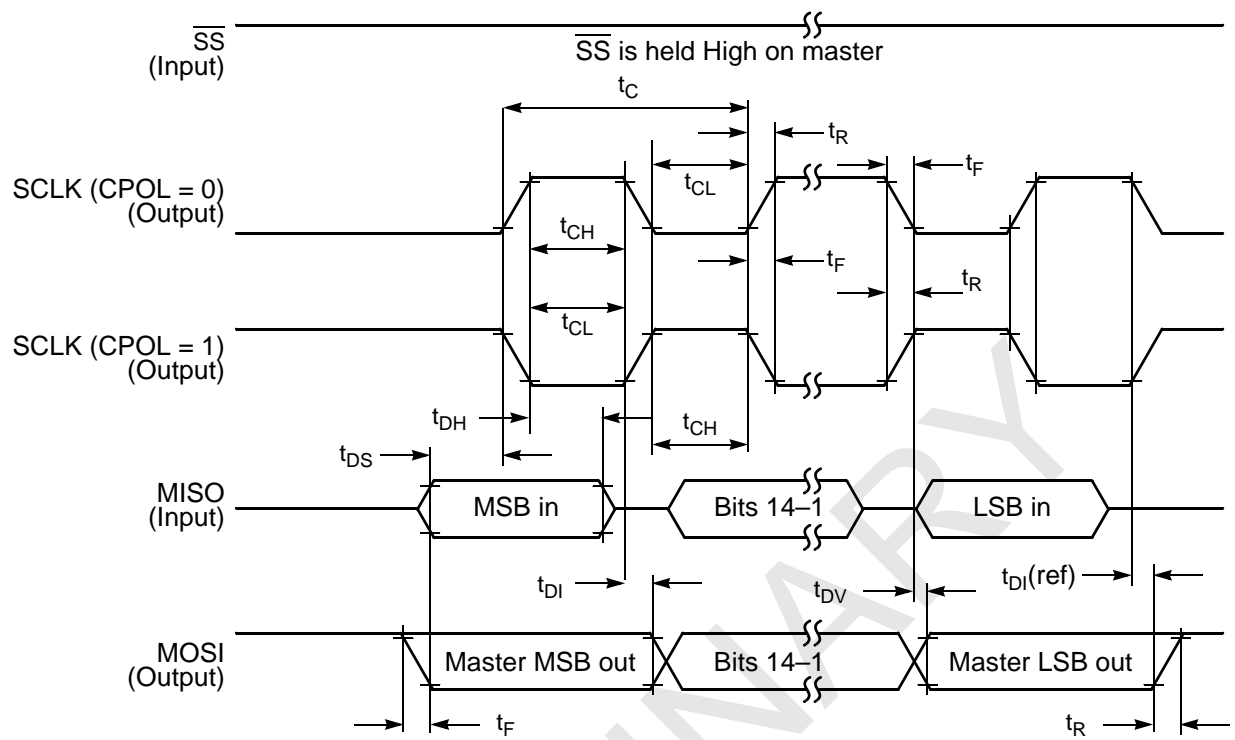 SS
(Input)
SS is held High on master
tC
tR
tF
SCLK (CPOL = 0)
(Output)
tCL
tCH
tF
tR
tCL
SCLK (CPOL = 1)
(Output)
tDH
tCH
tDS
MISO
(Input)
MSB in
Bits 14–1
LSB in
tDI
tDV
tDI(ref)
MOSI
(Output)
Master MSB out
Bits 14–1
Master LSB out
tF
tR